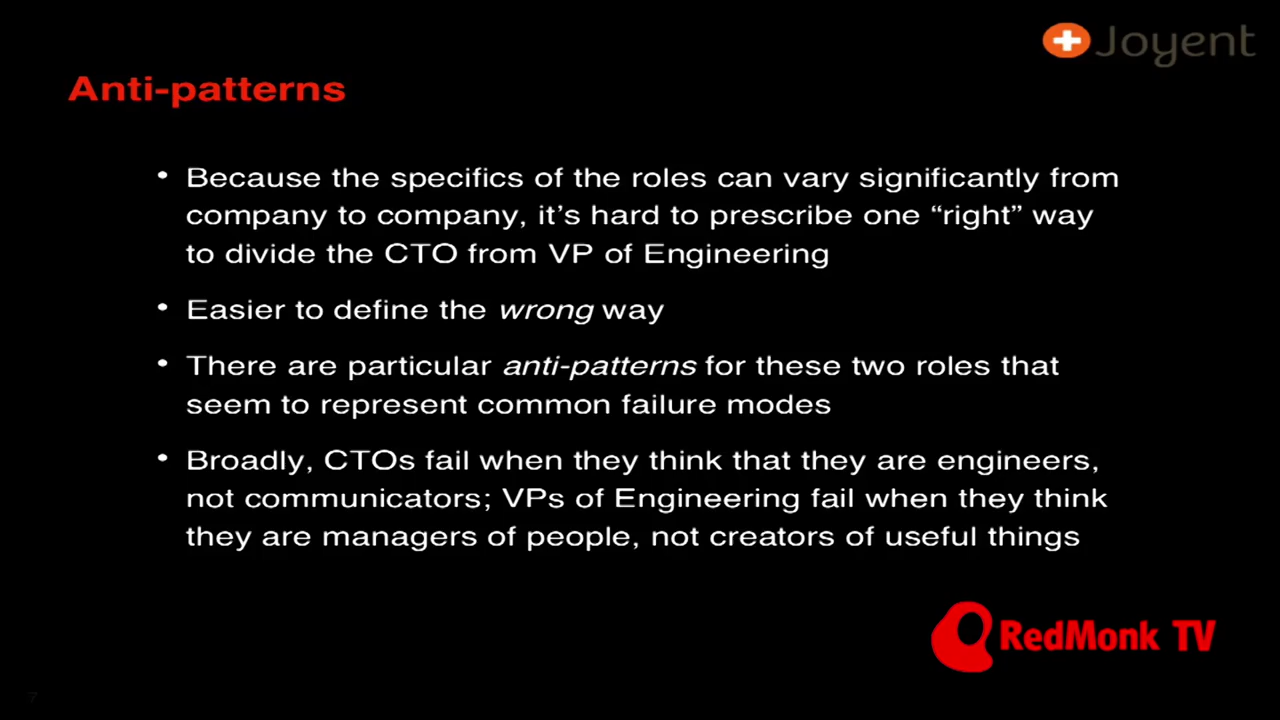 Joyent
Anti-patterns
• Because the specifics of the roles can vary significantly from
company to company, it’s hard to prescribe one “right” way
to divide the CTO from VP of Engineering
• Easier to define the wrong way
• There are particular anti-patterns for these two roles that
seem to represent common failure modes
• Broadly, CTOs fail when they think that they are engineers,
not communicators; VPs of Engineering fail when they think
they are managers of people, not creators of useful things
RedMonk TV
7